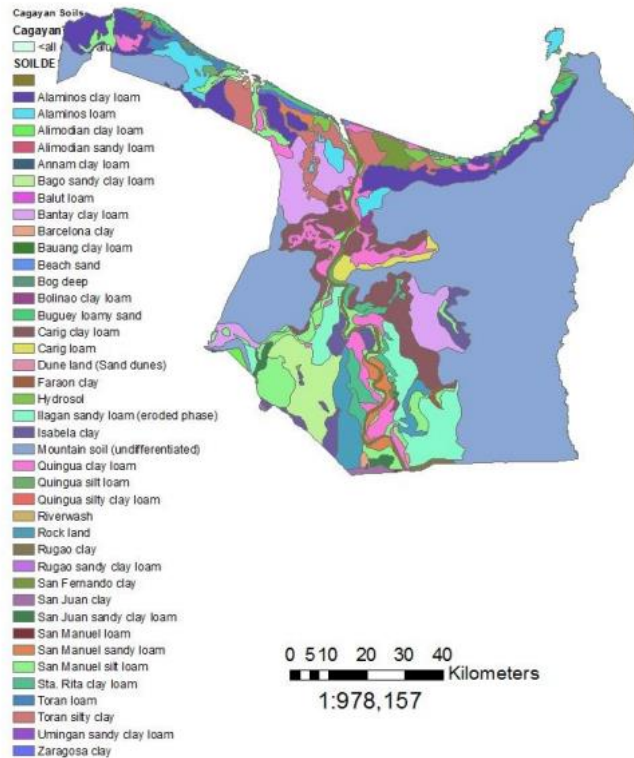 Cagayan Soils
Cagayan
<all
SOILDE
Alaminos clay loam
Alaminos loam
Alimodian clay loam
Alimodian sandy loam
Annam clay loam
Bago sandy clay loam
Balut loam
Bantay clay loam
Barcelona clay
Bauang clay loam
Beach sand
Bog deep
Bolinao clay loam
Buguey loamy sand
Carig clay loam
Carig loam
Dune land (Sand dunes)
Faraon clay
Hydrosol
Ilagan sandy loam (eroded phase)
Isabela clay
Mountain soil (undifferentiated)
Quingua clay loam
Quingua silt loam
Quingua silty clay loam
Riverwash
Rock land
Rugao clay
Rugao sandy clay loam
San Fernando clay
San Juan clay
San Juan sandy clay loam
San Manuel loam
San Manuel sandy loam
San Manuel silt loam
Sta. Rita clay loam
Toran loam
Toran silty clay
Umingan sandy clay loam
Zaragosa clay
0 5 10 20 30 40
Kilometers
1:978,157